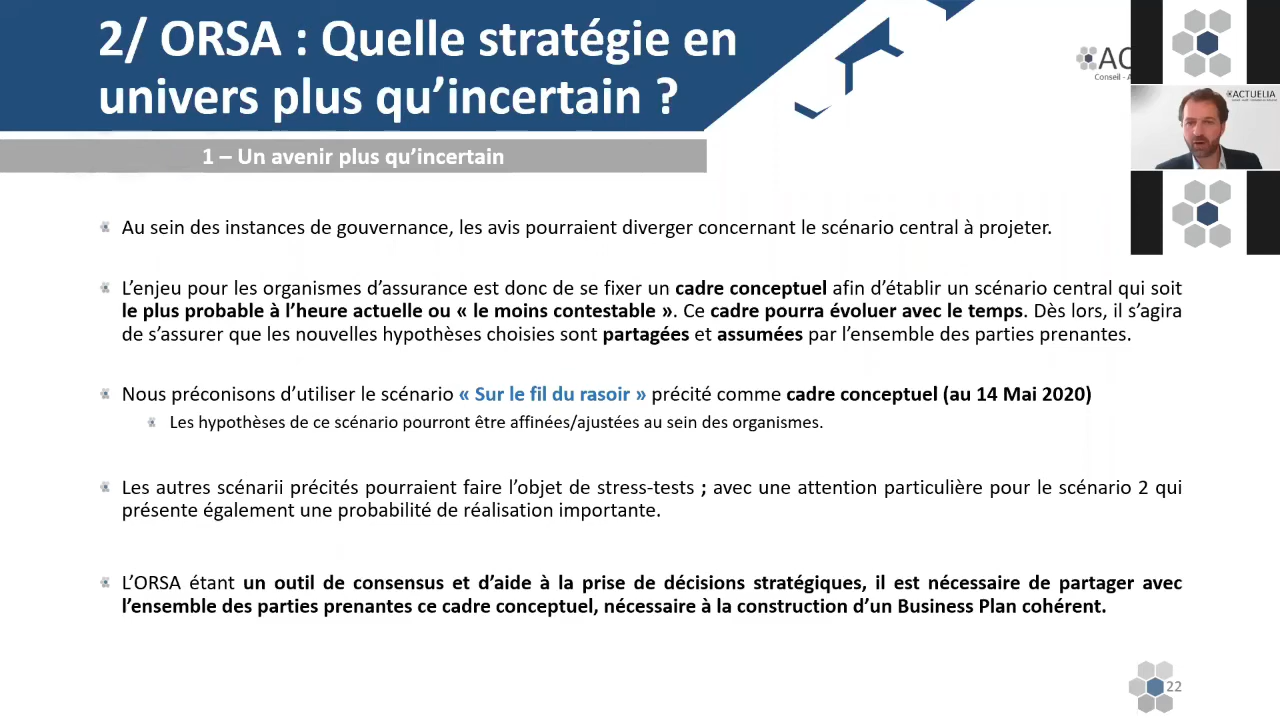 2/ ORSA : Quelle stratégie en
univers plus qu’incertain ?
1 – Un avenir plus qu’incertain
ACTUELIA
Au sein des instances de gouvernance, les avis pourraient diverger concernant le scénario central à projeter.
L’enjeu pour les organismes d’assurance est donc de se fixer un cadre conceptuel afin d’établir un scénario central qui soit
le plus probable à l’heure actuelle ou « le moins contestable ». Ce cadre pourra évoluer avec le temps. Dès lors, il s’agira
de s’assurer que les nouvelles hypothèses choisies sont partagées et assumées par l’ensemble des parties prenantes.
Nous préconisons d’utiliser le scénario « Sur le fil du rasoir » précité comme cadre conceptuel (au 14 Mai 2020)
Les hypothèses de ce scénario pourront être affinées/ajustées au sein des organismes.
Les autres scénarii précités pourraient faire l’objet de stress-tests ; avec une attention particulière pour le scénario 2 qui
présente également une probabilité de réalisation importante.
L’ORSA étant un outil de consensus et d’aide à la prise de décisions stratégiques, il est nécessaire de partager avec
l’ensemble des parties prenantes ce cadre conceptuel, nécessaire à la construction d’un Business Plan cohérent.
22